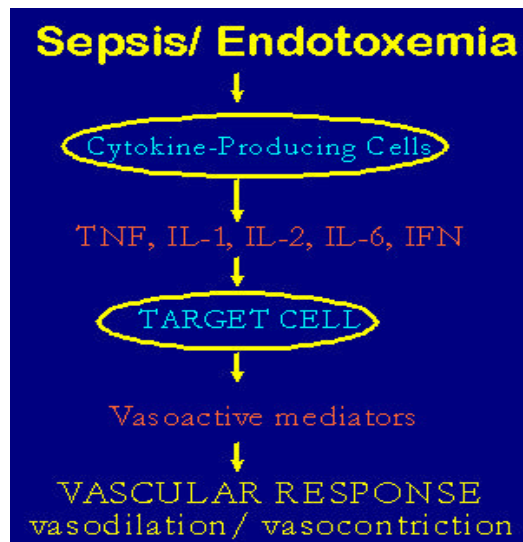 Sepsis/ Endotoxemia
Cytokine-Producing Cells
TNF, IL-1, IL-2, IL-6, IFN
TARGET CELL
Vasoactive mediators
VASCULAR RESPONSE
vasodilation / vasocontriction